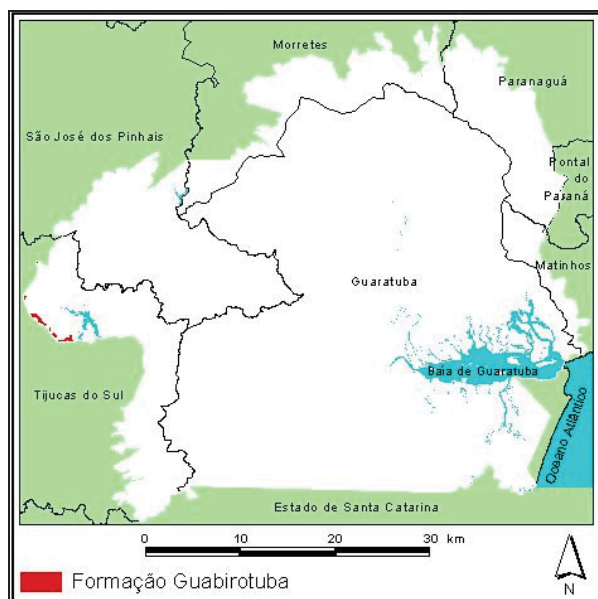 Morretes
Paranaguá
São José dos Pinhais
Pontal
do
Paraná
Matinhos
Guaratuba
Baía de Guaratuba
Tijucas do Sul
Oceano Atlântico
Estado de Santa Catarina
0 10 20 30 km
Formação Guabirotuba
N